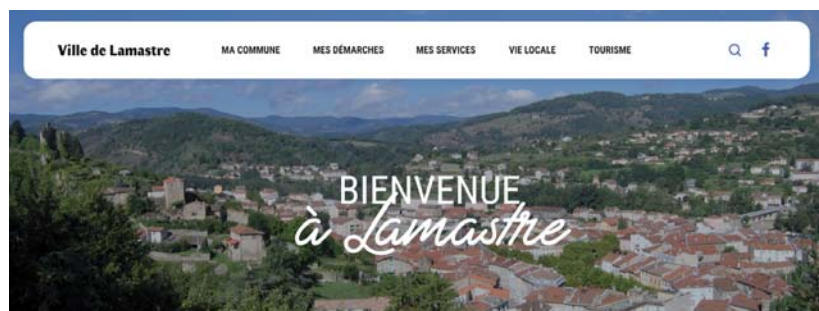 Ville de Lamastre
MA COMMUNE MES DÉMARCHES MES SERVICES VIE LOCALE TOURISME
BIENVENUE
à Lamastre